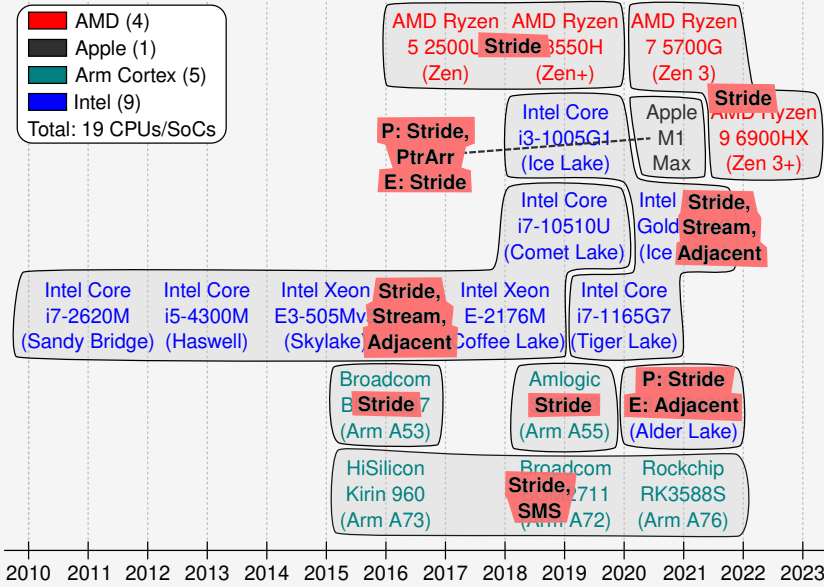 AMD (4)
Apple (1)
Arm Cortex (5)
Intel (9)
Total: 19 CPUs/SoCs
AMD Ryzen
5 2500U
(Zen)
AMD Ryzen
3550H
(Zen+)
Stride
AMD Ryzen
7 5700G
(Zen 3)
Stride
AMD Ryzen
9 6900HX
(Zen 3+)
P: Stride,
PtrArr
E: Stride
Intel Core
i3-1005G1
(Ice Lake)
Apple
M1
Max
Intel Core
i7-10510U
(Comet Lake)
Intel
Gold
(Ice
Stride,
Stream,
Adjacent
Intel Core
i7-2620M
(Sandy Bridge)
Intel Core
i5-4300M
(Haswell)
Intel Xeon
E3-505Mv
(Skylake)
Stride,
Stream,
Adjacent
Intel Xeon
E-2176M
Coffee Lake)
Intel Core
i7-1165G7
(Tiger Lake)
Broadcom
Stride
(Arm A53)
Amlogic
Stride
(Arm A55)
P: Stride
E: Adjacent
(Alder Lake)
HiSilicon
Kirin 960
(Arm A73)
Stride,
SMS
Broadcom
2711
(Arm A72)
Rockchip
RK3588S
(Arm A76)
2010 2011 2012 2013 2014 2015 2016 2017 2018 2019 2020 2021 2022 2023